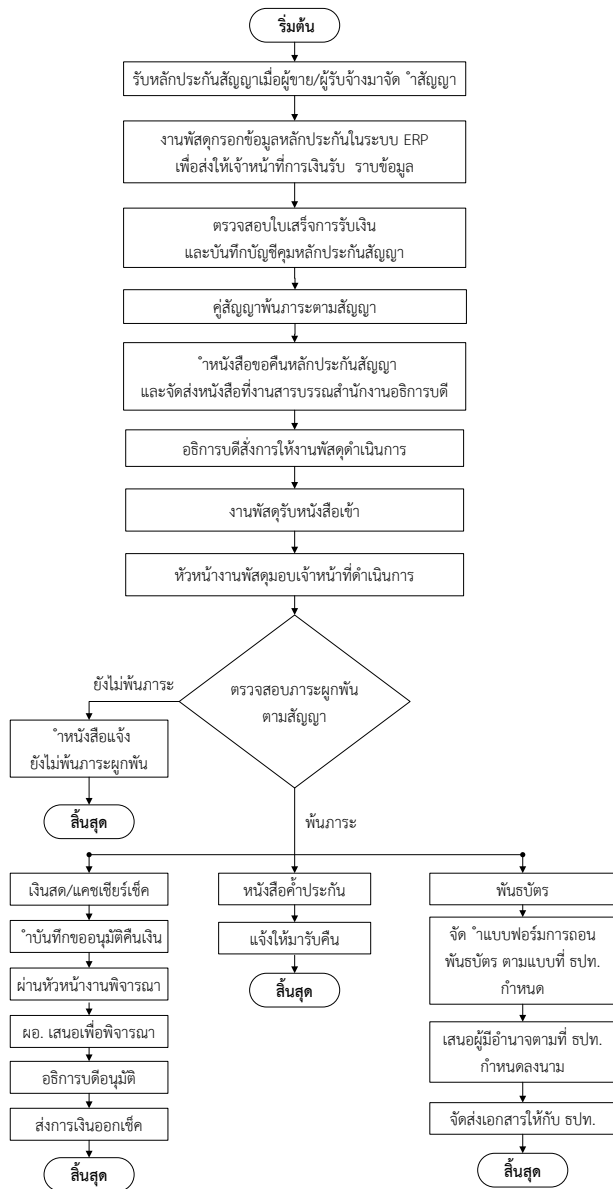 ริ่มต้น
รับหลักประกันสัญญาเมื่อผู้ขาย/ผู้รับจ้างมาจัด ำสัญญา
งานพัสดุกรอกข้อมูลหลักประกันในระบบ ERP
เพื่อส่งให้เจ้าหน้าที่การเงินรับ ราบข้อมูล
ตรวจสอบใบเสร็จการรับเงิน
และบันทึกบัญชีคุมหลักประกันสัญญา
คู่สัญญาพ้นภาระตามสัญญา
ำหนังสือขอคืนหลักประกันสัญญา
และจัดส่งหนังสือที่งานสารบรรณสำนักงานอธิการบดี
อธิการบดีสั่งการให้งานพัสดุดำเนินการ
งานพัสดุรับหนังสือเข้า
หัวหน้างานพัสดุมอบเจ้าหน้าที่ดำเนินการ
ตรวจสอบภาระผูกพัน
ตามสัญญา
ยังไม่พ้นภาระ
ำหนังสือแจ้ง
ยังไม่พ้นภาระผูกพัน
สิ้นสุด
พ้นภาระ
เงินสด/แคชเชียร์เช็ค
ำบันทึกขออนุมัติคืนเงิน
ผ่านหัวหน้างานพิจารณา
ผอ. เสนอเพื่อพิจารณา
อธิการบดีอนุมัติ
ส่งการเงินออกเช็ค
สิ้นสุด
หนังสือค้ำประกัน
แจ้งให้มารับคืน
สิ้นสุด
พันธบัตร
จัด ำแบบฟอร์มการถอน
พันธบัตร ตามแบบที่ ธปท.
กำหนด
เสนอผู้มีอำนาจตามที่ ธปท.
กำหนดลงนาม
จัดส่งเอกสารให้กับ ธปท.
สิ้นสุด